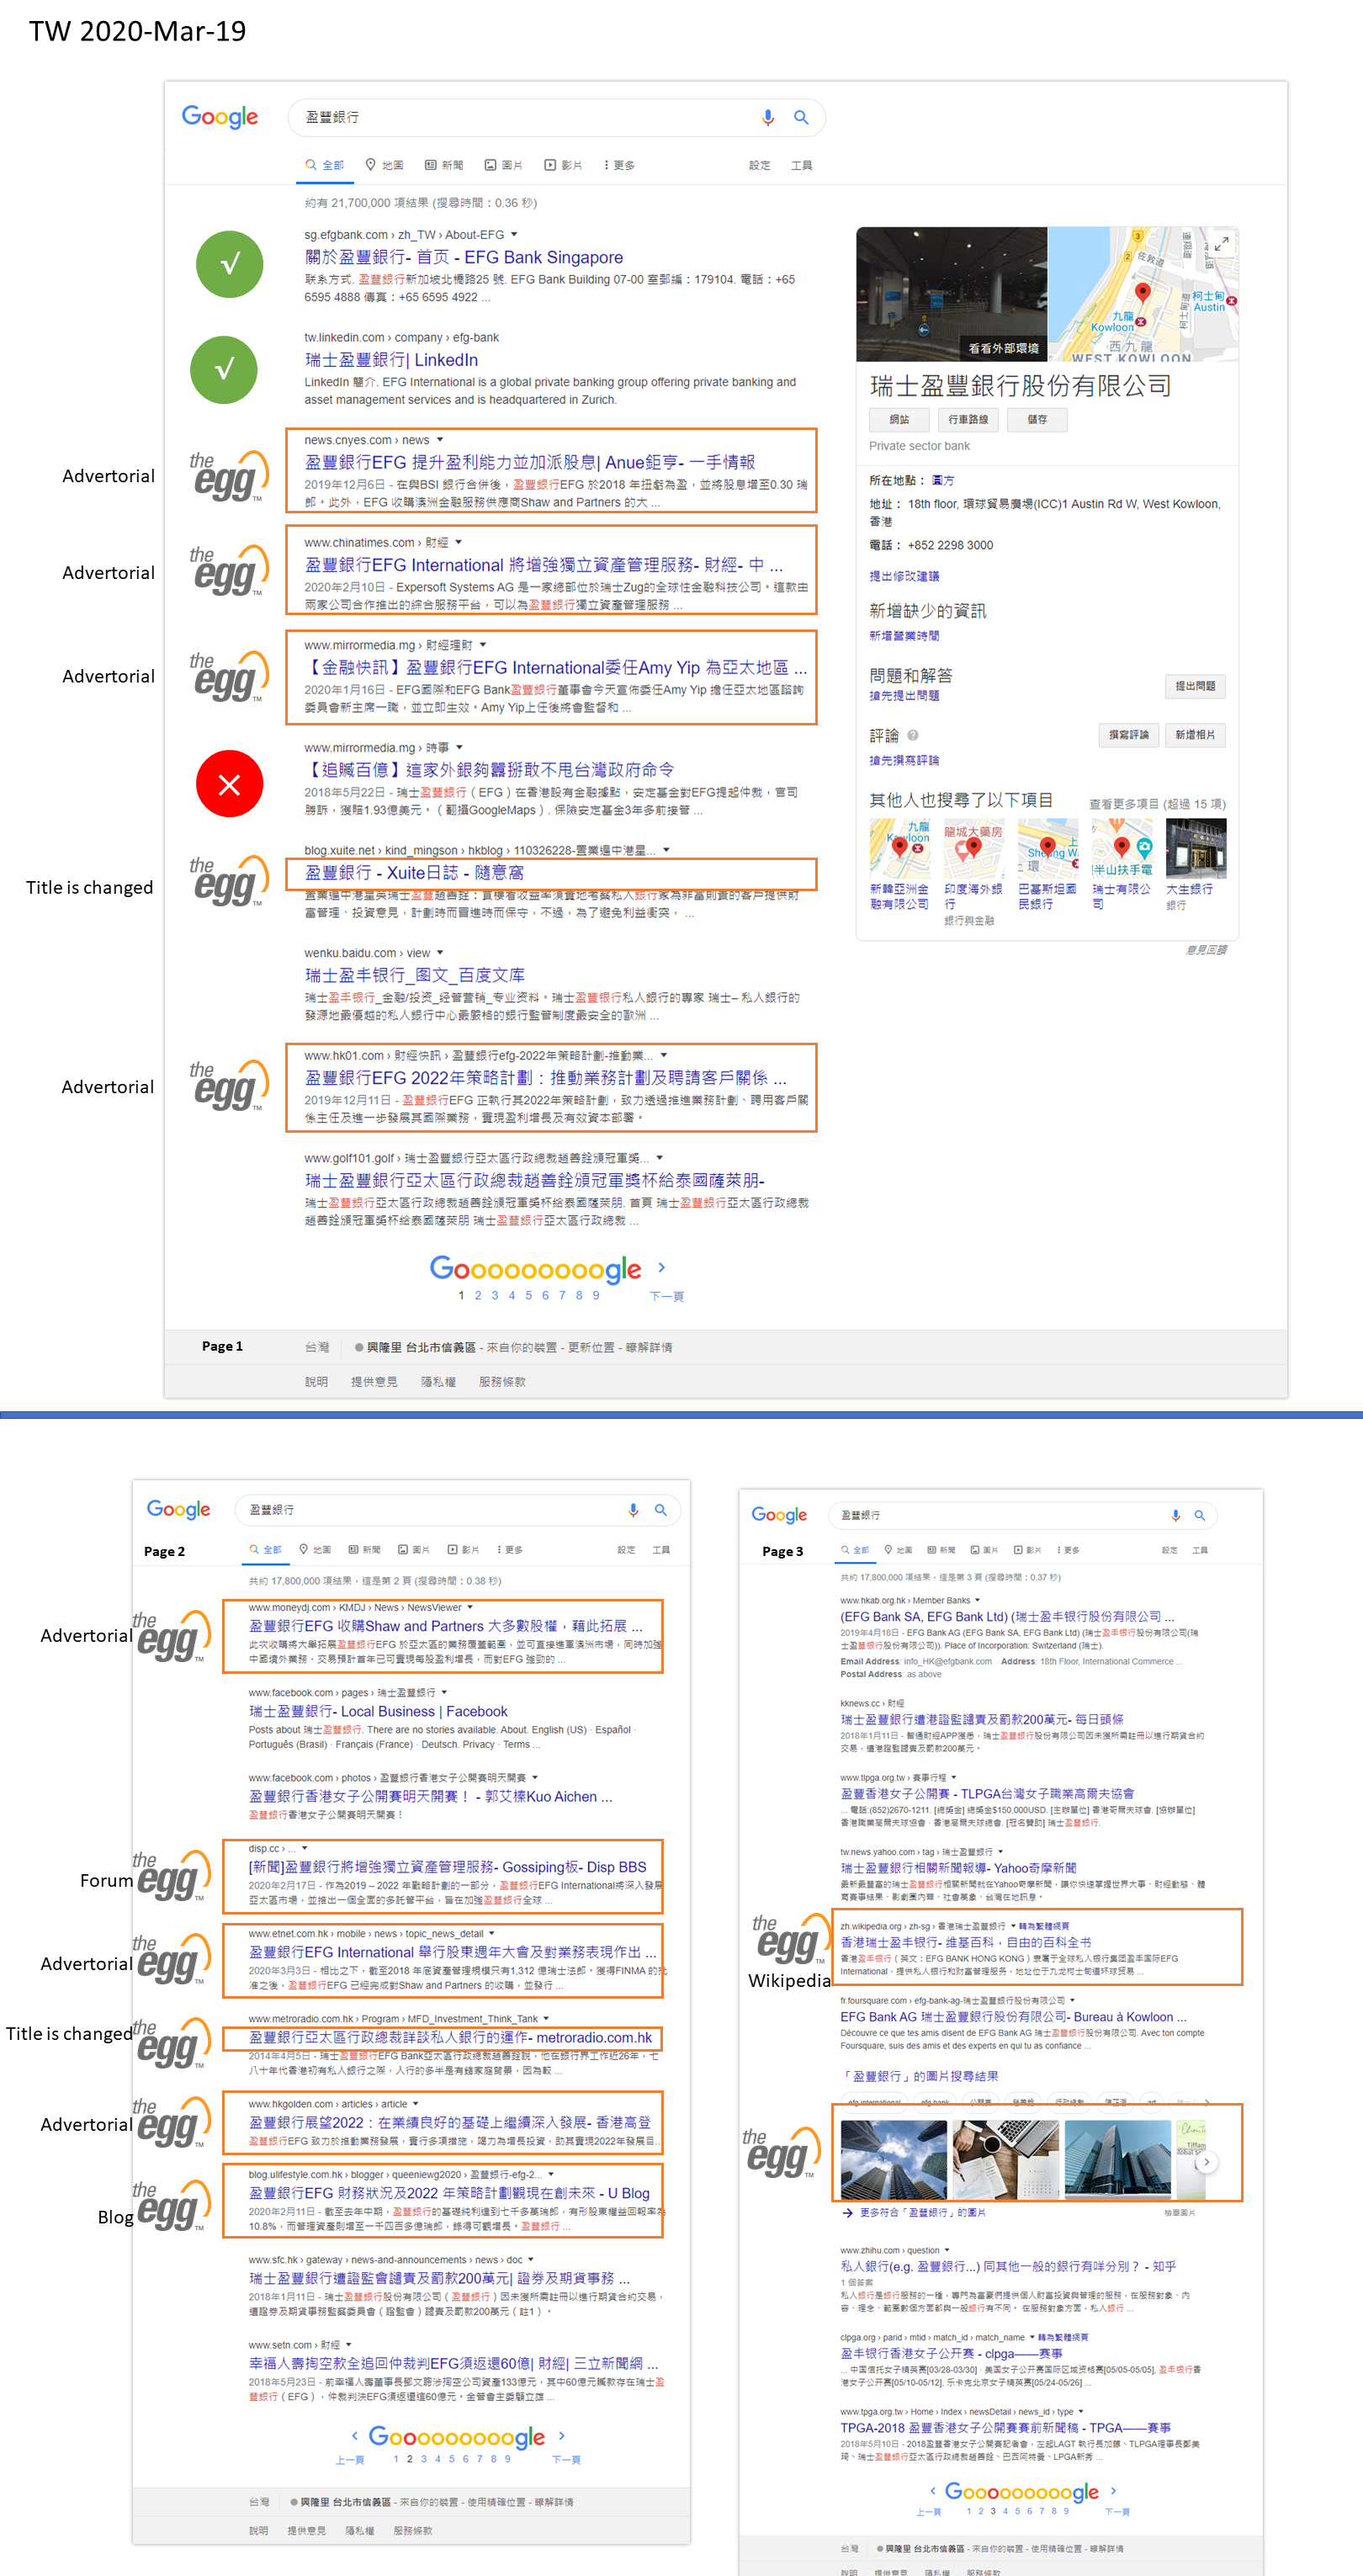 TW 2020-Mar-19
Google
盈豐銀行
全部 地圖 新聞 圖片 影片 更多 設定 工具
約有 21,700,000 項結果 (搜尋時間：0.36 秒)
√
sg.efgbank.com › zh_TW › About-EFG
關於盈豐銀行- 首页 - EFG Bank Singapore
联系方式. 盈豐銀行新加坡北橋路25 號. EFG Bank Building 07-00 室郵編：179104. 電話：+65
6595 4888 傳真：+65 6595 4922 ...
√
tw.linkedin.com › company › efg-bank
瑞士盈豐銀行| LinkedIn
LinkedIn 簡介. EFG International is a global private banking group offering private banking and
asset management services and is headquartered in Zurich.
Advertorial
the egg TM
news.cnyes.com › news
盈豐銀行EFG 提升盈利能力並加派股息| Anue鉅亨- 一手情報
2019年12月6日 - 在與BSI 銀行合併後，盈豐銀行EFG 於2018 年扭虧為盈，並將股息增至0.30 瑞
郎。此外，EFG 收購澳洲金融服務供應商Shaw and Partners 的大 ...
Advertorial
the egg TM
www.chinatimes.com › 財經
盈豐銀行EFG International 將增強獨立資產管理服務- 財經- 中 ...
2020年2月10日 - Expersoft Systems AG 是一家總部位於瑞士Zug的全球性金融科技公司。這款由
兩家公司合作推出的綜合服務平台，可以為盈豐銀行獨立資產管理服務 ...
Advertorial
the egg TM
www.mirrormedia.mg › 財經理財
【金融快訊】盈豐銀行EFG International委任Amy Yip 為亞太地區 ...
2020年1月16日 - EFG國際和EFG Bank盈豐銀行董事會今天宣佈委任Amy Yip 擔任亞太地區諮詢
委員會新主席一職，並立即生效。Amy Yip上任後將會監督和 ...
www.mirrormedia.mg › 時事
【追贓百億】這家外銀夠囂掰敢不甩台灣政府命令
2018年5月22日 - 瑞士盈豐銀行（EFG）在香港設有金融據點，安定基金對EFG提起仲裁，官司
勝訴，獲賠1.93億美元。（翻攝GoogleMaps）. 保險安定基金3年多前接管 ...
Title is changed
the egg TM
blog.xuite.net › kind_mingson › hkblog › 110326228-置業逼中港星...
盈豐銀行 - Xuite日誌 - 隨意窩
置業逼中港星英瑞士盈豐趙善銓：買樓看收益率須實地考察私人銀行家為非富則貴的客戶提供財
富管理、投資意見，計劃時而冒進時而保守，不過，為了避免利益衝突， ...
wenku.baidu.com › view
瑞士盈丰银行_图文_百度文库
瑞士盈丰银行_金融/投资_经管营销_专业资料。瑞士盈豐银行私人銀行的專家 瑞士– 私人銀行的
發源地最優越的私人銀行中心最嚴格的銀行監管制度最安全的歐洲 ...
Advertorial
the egg TM
www.hk01.com › 財經快訊 › 盈豐銀行efg-2022年策略計劃-推動業...
盈豐銀行EFG 2022年策略計劃：推動業務計劃及聘請客戶關係 ...
2019年12月11日 - 盈豐銀行EFG 正執行其2022年策略計劃，致力透過推進業務計劃、聘用客戶關
係主任及進一步發展其國際業務，實現盈利增長及有效資本部署。
www.golf101.golf › 瑞士盈豐銀行亞太區行政總裁趙善銓頒冠軍獎...
瑞士盈豐銀行亞太區行政總裁趙善銓頒冠軍獎杯給泰國薩萊朋-
瑞士盈豐銀行亞太區行政總裁趙善銓頒冠軍獎杯給泰國薩萊朋. 首頁 瑞士盈豐銀行亞太區行政總裁
趙善銓頒冠軍獎杯給泰國薩萊朋 瑞士盈豐銀行亞太區行政總裁 ...
Gooooooooogle
1 2 3 4 5 6 7 8 9 下一頁
Page 1
台灣 興隆里 台北市信義區 - 來自你的裝置 - 更新位置 - 瞭解詳情
說明 提供意見 隱私權 服務條款
看看外部環境
瑞士盈豐銀行股份有限公司
網站 行車路線 儲存
Private sector bank
所在地點： 圓方
地址： 18th floor, 環球貿易廣場(ICC)1 Austin Rd W, West Kowloon,
香港
電話： +852 2298 3000
提出修改建議
新增缺少的資訊
新增營業時間
問題和解答
搶先提出問題
提出問題
評論
撰寫評論 新增相片
搶先撰寫評論
其他人也搜尋了以下項目 查看更多項目 (超過 15 項)
新韓亞洲金融有限公司
印度海外銀行
銀行與金融
巴基斯坦國民銀行
瑞士有限公司
大生銀行
銀行
意見回饋
Google
盈豐銀行
Page 2
全部 地圖 新聞 圖片 影片 更多 設定 工具
共約 17,800,000 項結果，這是第 2 頁 (搜尋時間：0.38 秒)
Advertorial
the egg TM
www.moneydj.com › KMDJ › News › NewsViewer
盈豐銀行EFG 收購Shaw and Partners 大多數股權，藉此拓展 ...
此次收購將大舉拓展盈豐銀行EFG 於亞太區的業務覆蓋範圍，並可直接進軍澳洲市場，同時加強
中國境外業務。交易預計首年已可實現每股盈利增長，而對EFG 強勁的 ...
www.facebook.com › pages › 瑞士盈豐銀行
瑞士盈豐銀行- Local Business | Facebook
Posts about 瑞士盈豐銀行. There are no stories available. About. English (US) · Español ·
Português (Brasil) · Français (France) · Deutsch. Privacy · Terms ...
www.facebook.com › photos › 盈豐銀行香港女子公開賽明天開賽
盈豐銀行香港女子公開賽明天開賽！ - 郭艾榛Kuo Aichen ...
盈豐銀行香港女子公開賽明天開賽！
Forum
the egg TM
disp.cc › ...
[新聞]盈豐銀行將增強獨立資產管理服務- Gossiping板- Disp BBS
2020年2月17日 - 作為2019 – 2022 年戰略計劃的一部分，盈豐銀行EFG International將深入發展
亞太區市場，並推出一個全面的多託管平台，旨在加強盈豐銀行全球 ...
Advertorial
the egg TM
www.etnet.com.hk › mobile › news › topic_news_detail
盈豐銀行EFG International 舉行股東週年大會及對業務表現作出 ...
2020年3月3日 - 相比之下，截至2018 年底資產管理規模只有1,312 億瑞士法郎。獲得FINMA 的批
准之後，盈豐銀行EFG 已經完成對Shaw and Partners 的收購，並發行 ...
Title is changed
the egg TM
www.metroradio.com.hk › Program › MFD_Investment_Think_Tank
盈豐銀行亞太區行政總裁詳談私人銀行的運作- metroradio.com.hk
2014年4月5日 - 瑞士盈豐銀行EFG Bank亞太區行政總裁趙善銓說，他在銀行界工作近26年，七
八十年代香港初有私人銀行之際，入行的多半是有錢家庭背景，因為較 ...
Advertorial
the egg TM
www.hkgolden.com › articles › article
盈豐銀行展望2022：在業績良好的基礎上繼續深入發展- 香港高登
盈豐銀行EFG 致力於推動業務發展，實行多項措施，竭力為增長投資，助其實現2022年發展目...
Blog
the egg TM
blog.ulifestyle.com.hk › blogger › queeniewg2020 › 盈豐銀行-efg-2...
盈豐銀行EFG 財務狀況及2022 年策略計劃觀現在創未來 - U Blog
2020年2月11日 - 截至去年中期，盈豐銀行的基礎純利達到七千多萬瑞郎，有形股東權益回報率為
10.8%，而管理資產則增至一千四百多億瑞郎，錄得可觀增長。盈豐銀行 ...
www.sfc.hk › gateway › news-and-announcements › news › doc
瑞士盈豐銀行遭證監會譴責及罰款200萬元| 證券及期貨事務 ...
2018年1月11日 - 瑞士盈豐銀行股份有限公司（盈豐銀行）因未獲所需註冊以進行期貨合約交易，
遭證券及期貨事務監察委員會（證監會）譴責及罰款200萬元（註1）。
www.setn.com › 財經
幸福人壽掏空款全追回仲裁判EFG須返還60億| 財經| 三立新聞網 ...
2018年5月23日 - 前幸福人壽董事長鄧文聰涉掏空公司資產133億元，其中60億元贓款存在瑞士盈
豐銀行（EFG），仲裁判決EFG須返還這60億元。金管會主委顧立雄 ...
Gooooooooogle
上一頁 1 2 3 4 5 6 7 8 9 下一頁
台灣 興隆里 台北市信義區 - 來自你的裝置 - 使用精確位置 - 瞭解詳情
說明 提供意見 隱私權 服務條款
Google
盈豐銀行
Page 3
全部 地圖 新聞 圖片 影片 更多 設定 工具
共約 17,800,000 項結果，這是第 3 頁 (搜尋時間：0.37 秒)
www.hkab.org.hk › Member Banks
(EFG Bank SA, EFG Bank Ltd) (瑞士盈丰银行股份有限公司 ...
2019年4月18日 - EFG Bank AG (EFG Bank SA, EFG Bank Ltd) (瑞士盈丰银行股份有限公司(瑞
士盈豐銀行股份有限公司)). Place of Incorporation: Switzerland (瑞士).
Email Address: info_HK@efgbank.com Address: 18th Floor, International Commerce ...
Postal Address: as above
kknews.cc › 財經
瑞士盈豐銀行遭港證監譴責及罰款200萬元- 每日頭條
2018年1月11日 - 智通財經APP獲悉，瑞士盈豐銀行股份有限公司因未獲所需註冊以進行期貨合約
交易，遭港證監譴責及罰款200萬元。
www.tlpga.org.tw › 賽事行程
盈豐香港女子公開賽 - TLPGA台灣女子職業高爾夫協會
... 電話:(852)2670-1211. [總獎金] 總獎金$150,000USD. [主辦單位] 香港哥爾夫球會. [協辦單位]
香港職業高爾夫球協會 · 香港高爾夫球總會. [冠名贊助] 瑞士盈豐銀行.
tw.news.yahoo.com › tag › 瑞士盈豐銀行
瑞士盈豐銀行相關新聞報導- Yahoo奇摩新聞
最新最豐富的瑞士盈豐銀行相關新聞就在Yahoo奇摩新聞，讓你快速掌握世界大事、財經動態、體
育賽事結果、影劇圈內幕、社會萬象、台灣在地訊息。
Wikipedia
the egg TM
zh.wikipedia.org › zh-sg › 香港瑞士盈豐銀行 轉為繁體網頁
香港瑞士盈丰银行- 维基百科，自由的百科全书
香港盈丰银行（英文：EFG BANK HONG KONG）隶属于全球私人银行集团盈丰国际EFG
International，提供私人银行和财富管理服务，地址位于九龙柯士甸道环球贸易 ...
fr.foursquare.com › efg-bank-ag-瑞士盈豐銀行股份有限公司
EFG Bank AG 瑞士盈豐銀行股份有限公司- Bureau à Kowloon ...
Découvre ce que tes amis disent de EFG Bank AG 瑞士盈豐銀行股份有限公司. Avec ton compte
Foursquare, suis des amis et des experts en qui tu as confiance ...
「盈豐銀行」的圖片搜尋結果
the egg TM
更多符合「盈豐銀行」的圖片 檢舉圖片
www.zhihu.com › question
私人銀行(e.g. 盈豐銀行...) 同其他一般的銀行有咩分別？ - 知乎
1 個答案
私人銀行是銀行服務的一種，專門為富豪們提供個人財富投資與管理的服務，在服務對象、內
容、理念、範圍數個方面都與一般銀行有不同。 在服務對象方面，私人銀行 ...
clpga.org › parid › mtid › match_id › match_name 轉為繁體網頁
盈丰银行香港女子公开赛 - clpga——赛事
... 中国信托女子精英赛[03/28-03/30] · 美国女子公开赛国际区域资格赛[05/05-05/05], 盈丰银行香
港女子公开赛[05/10-05/12], 乐卡克北京女子精英赛[05/24-05/26] ...
www.tpga.org.tw › Home › Index › newsDetail › news_id › type
TPGA-2018 盈豐香港女子公開賽賽前新聞稿 - TPGA——賽事
Gooooooooogle
上一頁 1 2 3 4 5 6 7 8 9 下一頁
台灣 興隆里 台北市信義區 - 來自你的裝置 - 使用精確位置 - 瞭解詳情